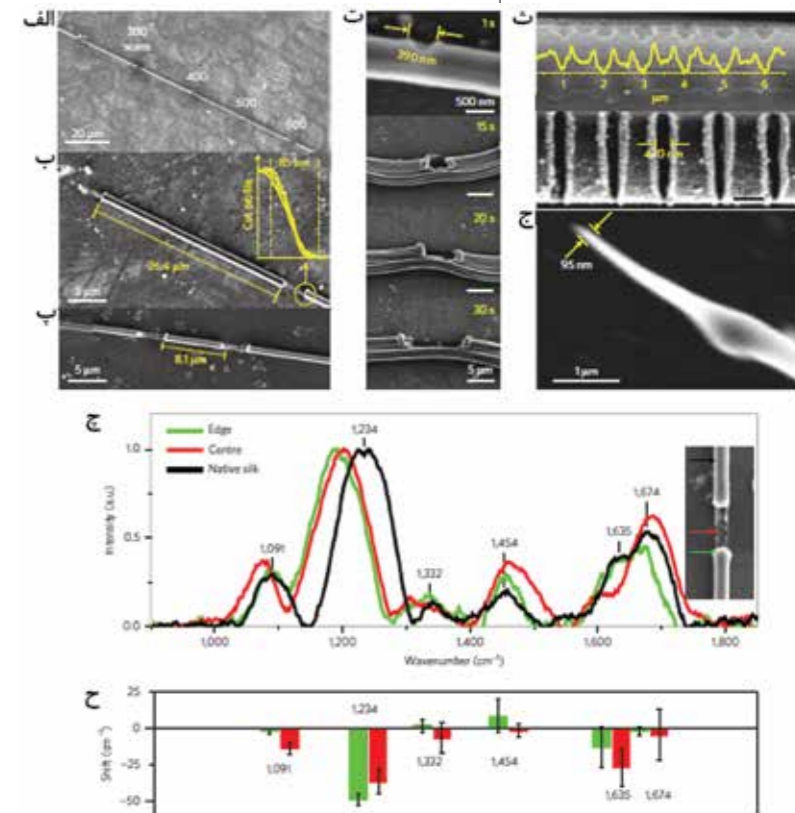 الف
300
scans
400
500
600
20 µm
ب
Cut profile
25.4 µm
3 µm
پ
8.1 µm
5 µm
ت
1 s
390 nm
500 nm
15 s
20 s
30 s
5 µm
ث
1 2 3 4 5 6
µm
ج
95 nm
1 µm
چ
Edge
Centre
Native silk
Intensity (a.u.)
1.0
0.5
0.0
1,091
1,234
1,332
1,454
1,635
1,674
1,000 1,200 1,400 1,600 1,800
Wavenumber (cm⁻¹)
ح
Shift (cm⁻¹)
25
0
−25
−50
1,091
1,234
1,332
1,454
1,635
1,674